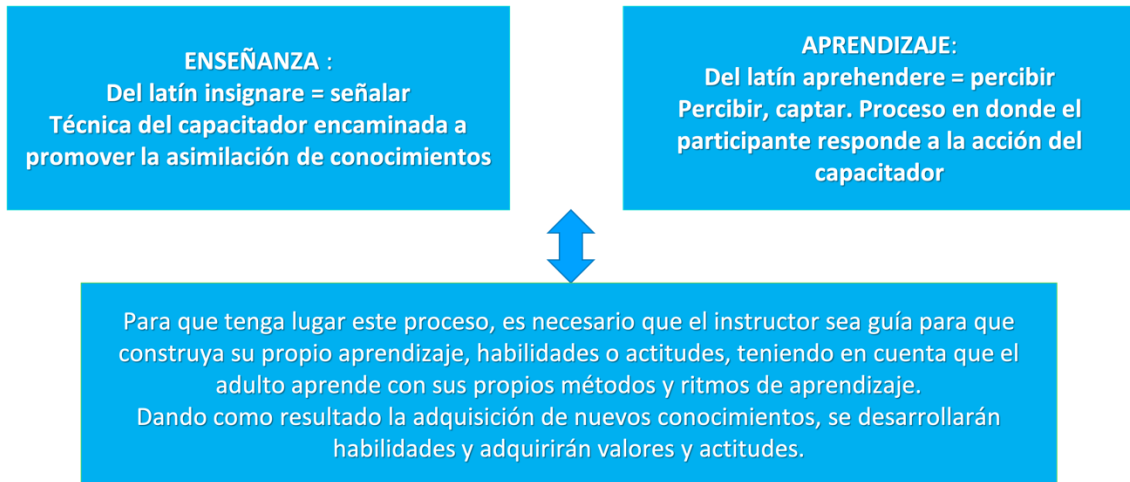 ENSEÑANZA :
Del latín insignare = señalar
Técnica del capacitador encaminada a
promover la asimilación de conocimientos
APRENDIZAJE:
Del latín aprehendere = percibir
Percibir, captar. Proceso en donde el
participante responde a la acción del
capacitador
Para que tenga lugar este proceso, es necesario que el instructor sea guía para que
construya su propio aprendizaje, habilidades o actitudes, teniendo en cuenta que el
adulto aprende con sus propios métodos y ritmos de aprendizaje.
Dando como resultado la adquisición de nuevos conocimientos, se desarrollarán
habilidades y adquirirán valores y actitudes.